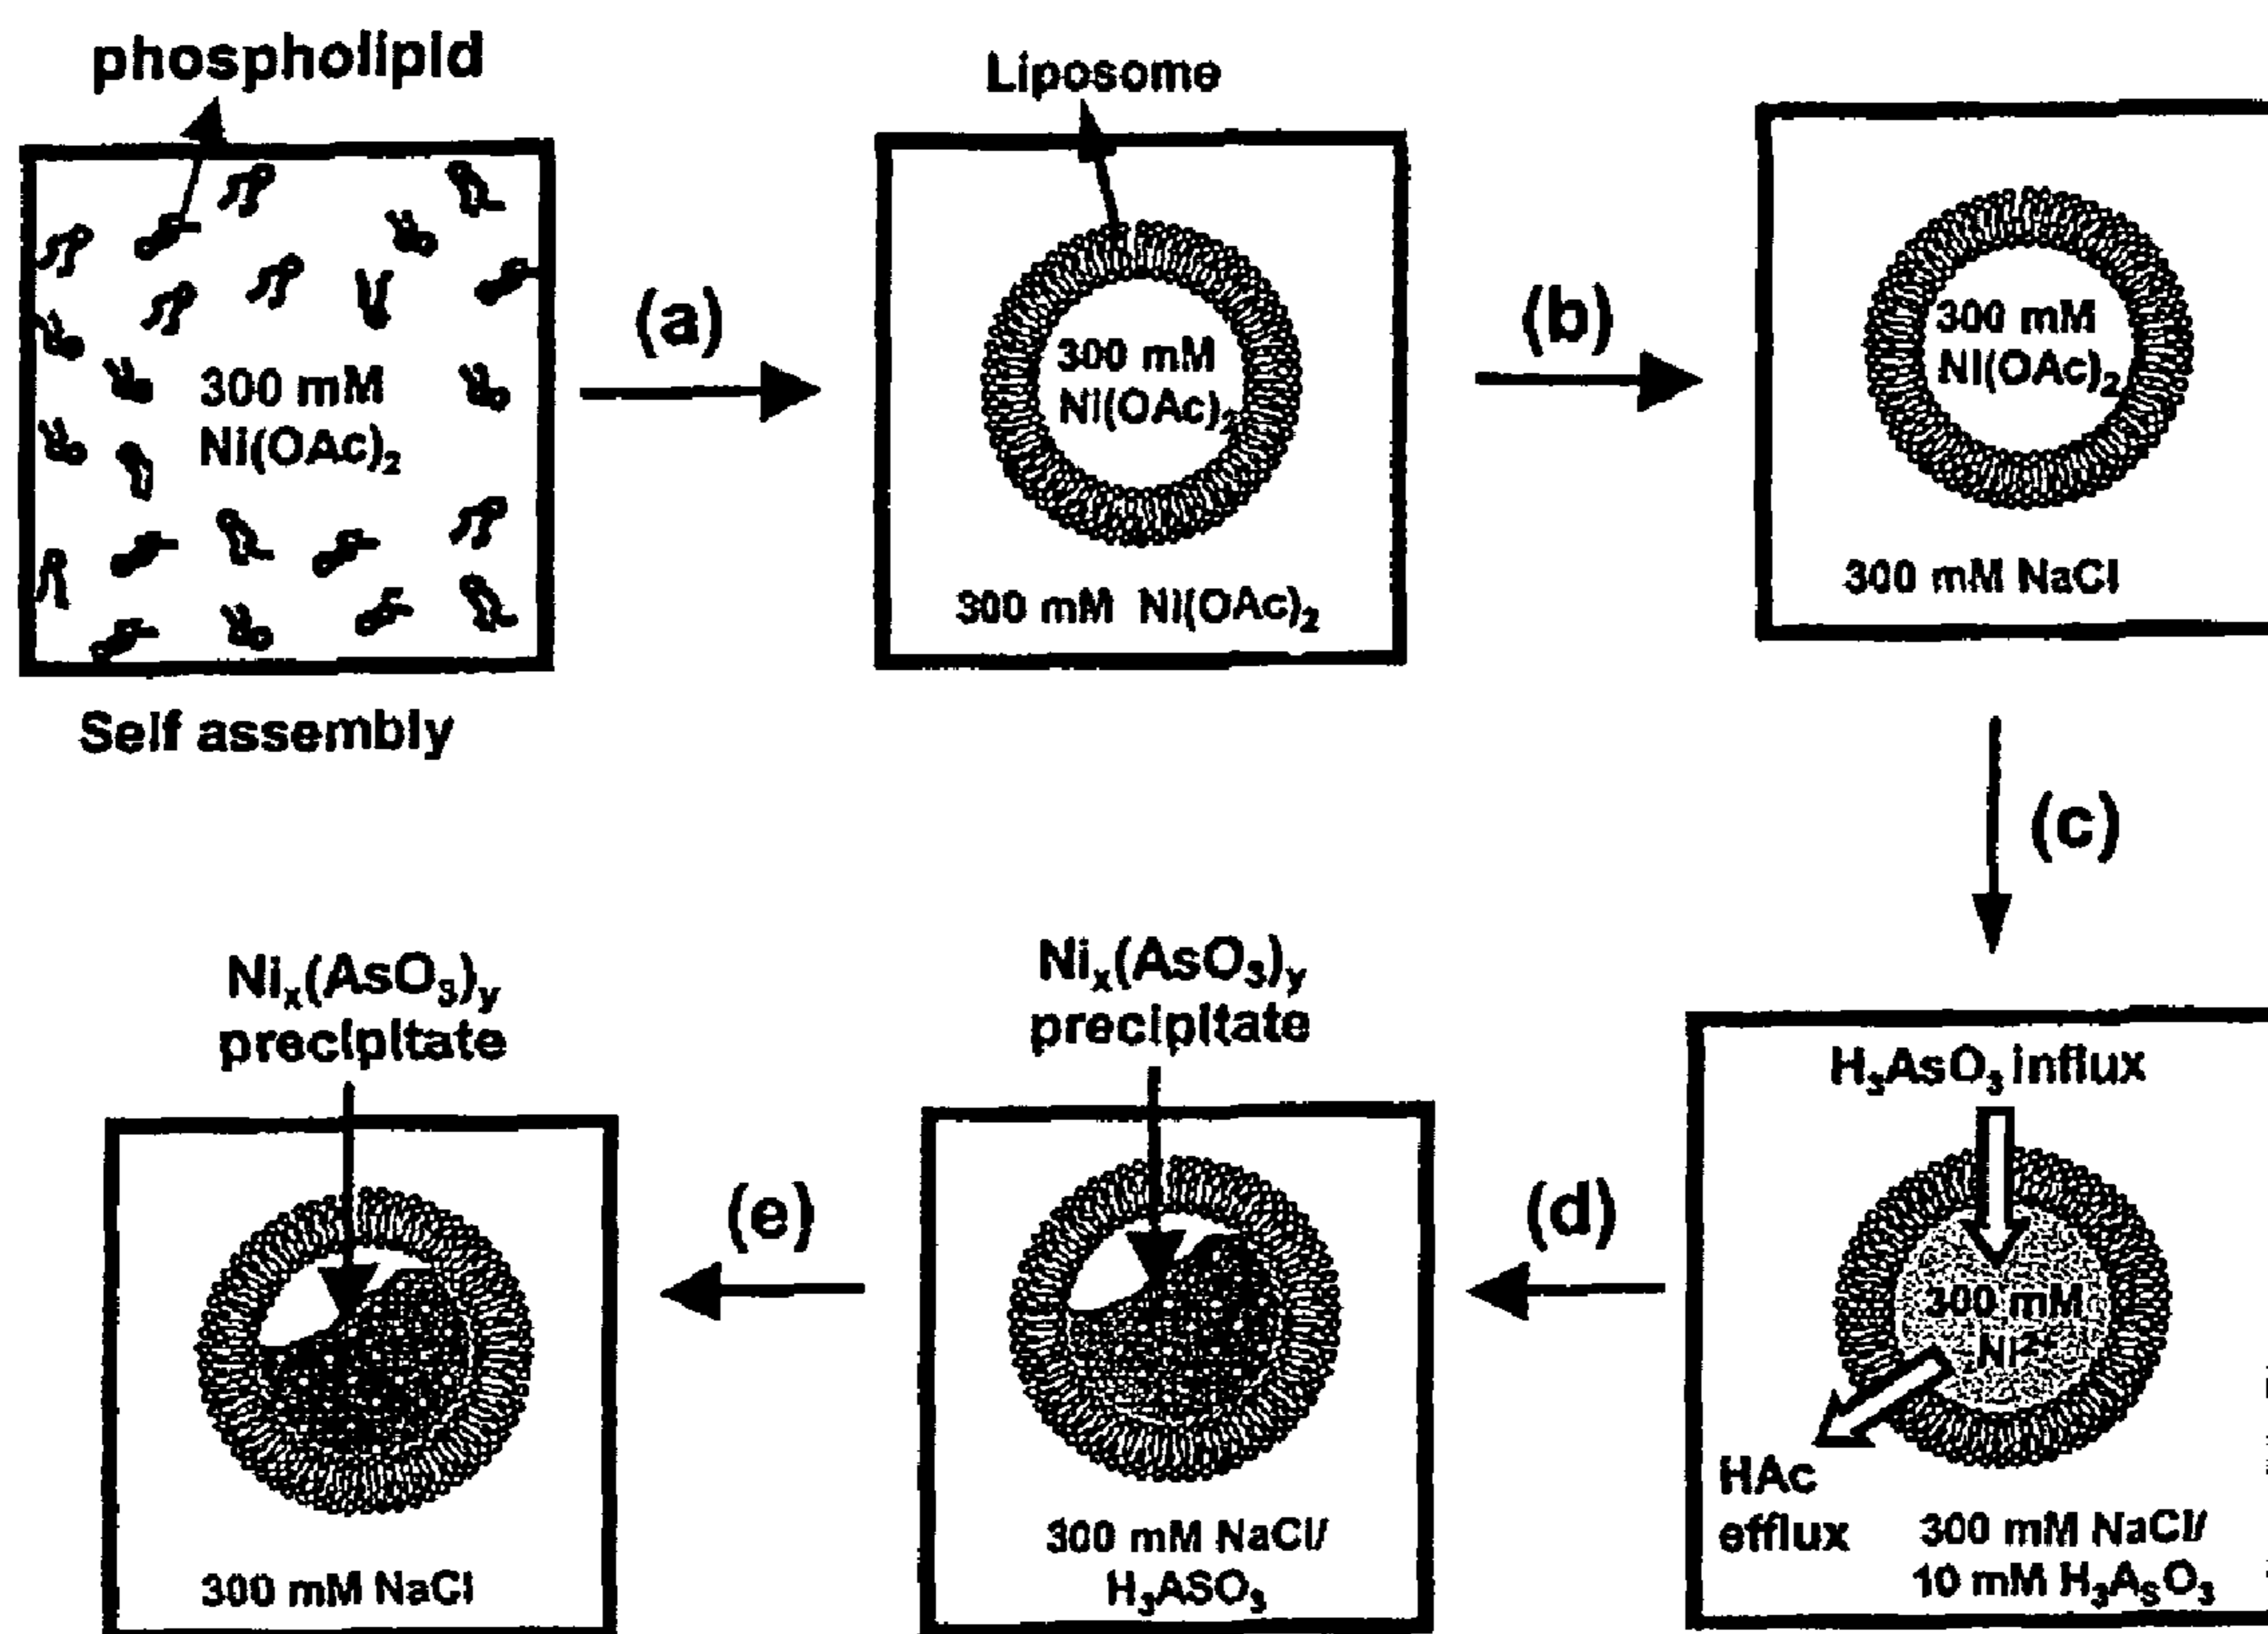 phospholipid
Liposome
300 mM
Ni(OAc)₂
(a)
300 mM
Ni(OAc)₂
300 mM Ni(OAc)₂
(b)
300 mM
Ni(OAc)₂
300 mM NaCl
Self assembly
(c)
Niₓ(AsO₃)ᵧ
precipitate
Niₓ(AsO₃)ᵧ
precipitate
H₃AsO₃ influx
300 mM
HAc
efflux
300 mM NaCl/
10 mM H₃AsO₃
(d)
300 mM NaCl/
H₃ASO₃
(e)
300 mM NaCl